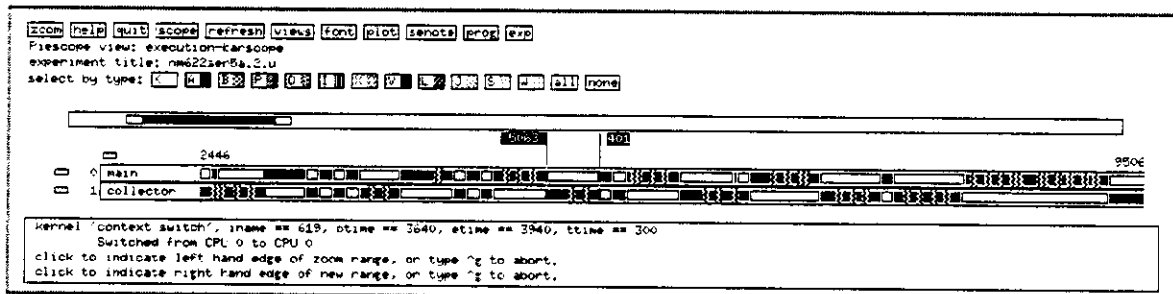 zoom help quit scope refresh views font plot remote prog exp
Piescope view: execution-karscope
experiment title: nm622ser5a.2.u
select by type: A B P O I K V L J S all none
5063 401
2446 9506
0 main
1 collector
kernel 'context switch', iname == 619, btime == 3640, etime == 3940, ttime == 300
Switched from CPU 0 to CPU 0
click to indicate left hand edge of zoom range, or type ^g to abort.
click to indicate right hand edge of new range, or type ^g to abort.